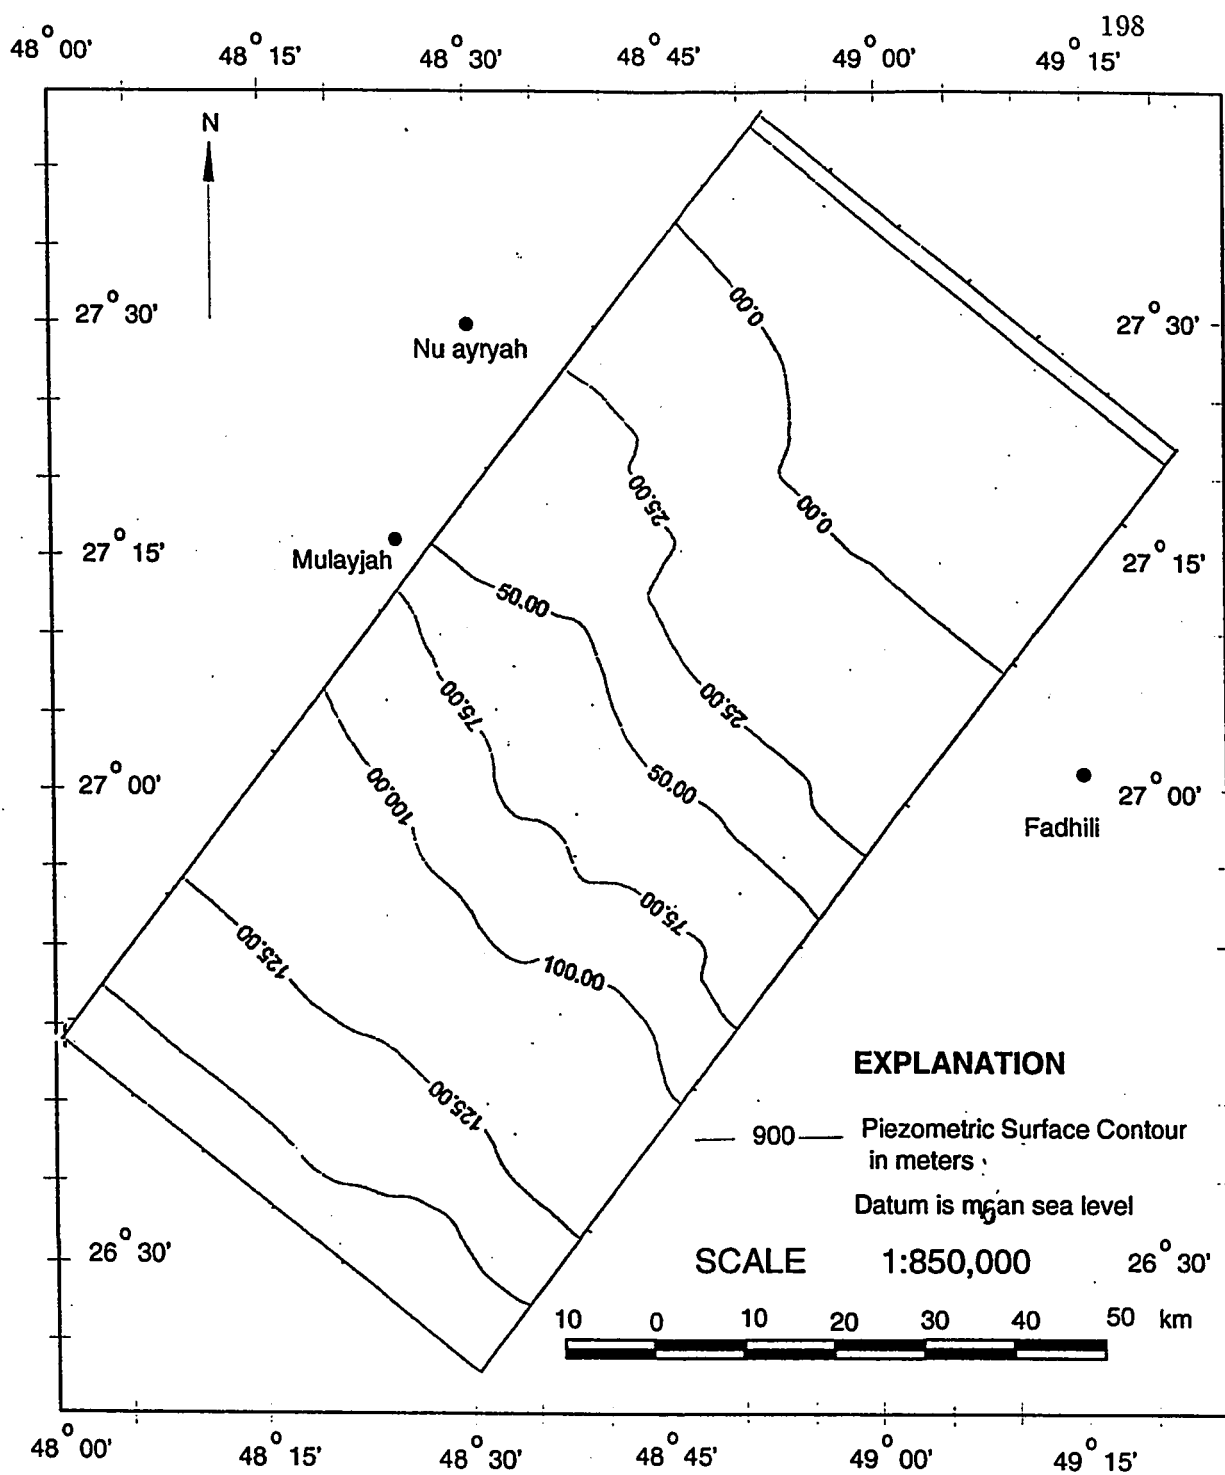 198
48° 00' 48° 15' 48° 30' 48° 45' 49° 00' 49° 15'
N
0.00
27° 30' 27° 30'
Nu ayryah
25.00
0.00
27° 15' 27° 15'
Mulayjah
50.00
75.00
25.00
27° 00' 27° 00'
50.00
100.00
Fadhili
75.00
125.00
100.00
EXPLANATION
125.00
900 Piezometric Surface Contour
in meters
Datum is mean sea level
26° 30' SCALE 1:850,000 26° 30'
10 0 10 20 30 40 50 km
48° 00' 48° 15' 48° 30' 48° 45' 49° 00' 49° 15'